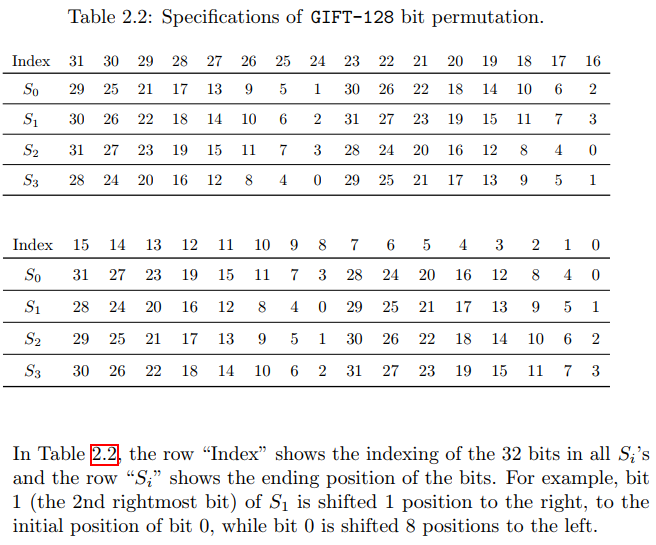 Table 2.2: Specifications of GIFT-128 bit permutation.
Index 31 30 29 28 27 26 25 24 23 22 21 20 19 18 17 16
S0 29 25 21 17 13 9 5 1 30 26 22 18 14 10 6 2
S1 30 26 22 18 14 10 6 2 31 27 23 19 15 11 7 3
S2 31 27 23 19 15 11 7 3 28 24 20 16 12 8 4 0
S3 28 24 20 16 12 8 4 0 29 25 21 17 13 9 5 1
Index 15 14 13 12 11 10 9 8 7 6 5 4 3 2 1 0
S0 31 27 23 19 15 11 7 3 28 24 20 16 12 8 4 0
S1 28 24 20 16 12 8 4 0 29 25 21 17 13 9 5 1
S2 29 25 21 17 13 9 5 1 30 26 22 18 14 10 6 2
S3 30 26 22 18 14 10 6 2 31 27 23 19 15 11 7 3
In Table 2.2, the row “Index” shows the indexing of the 32 bits in all Si’s
and the row “Si” shows the ending position of the bits. For example, bit
1 (the 2nd rightmost bit) of S1 is shifted 1 position to the right, to the
initial position of bit 0, while bit 0 is shifted 8 positions to the left.